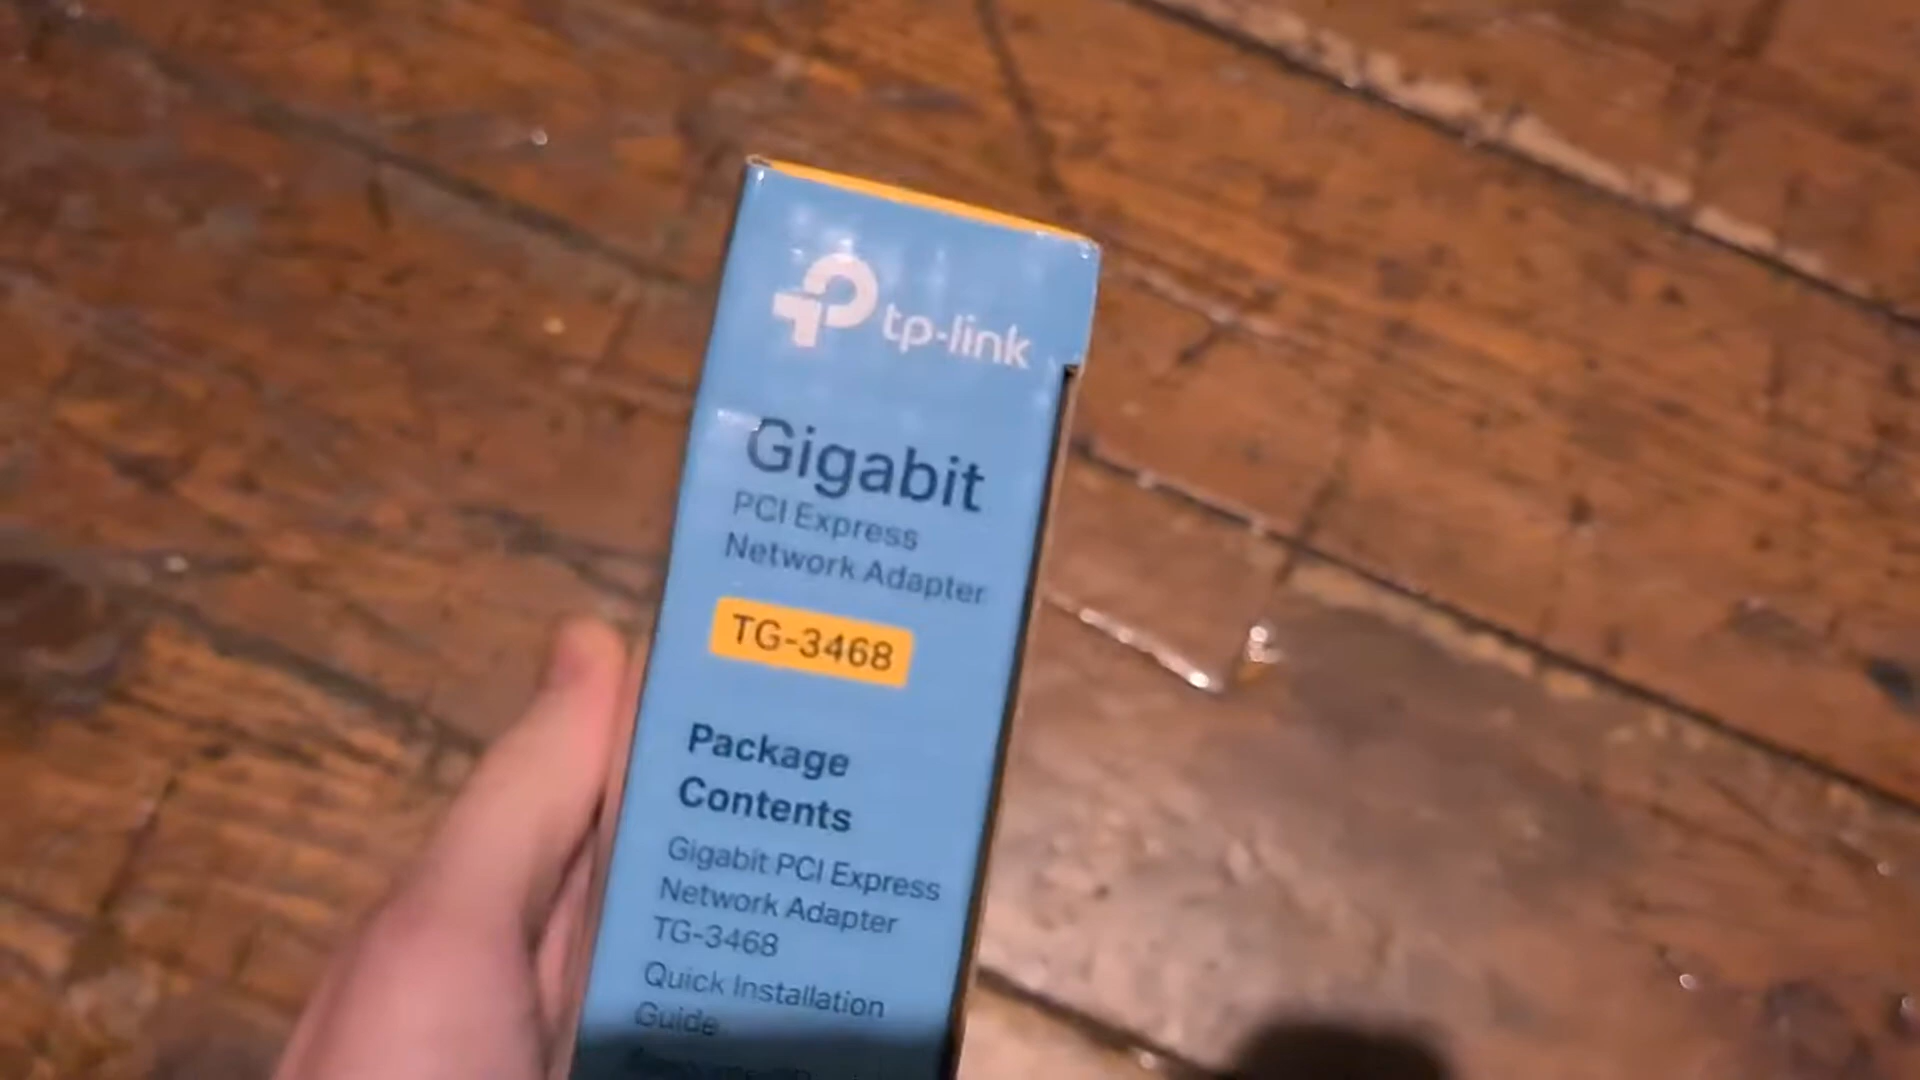 tp-link
Gigabit
PCI Express
Network Adapter
TG-3468
Package
Contents
Gigabit PCI Express
Network Adapter
TG-3468
Quick Installation
Guide